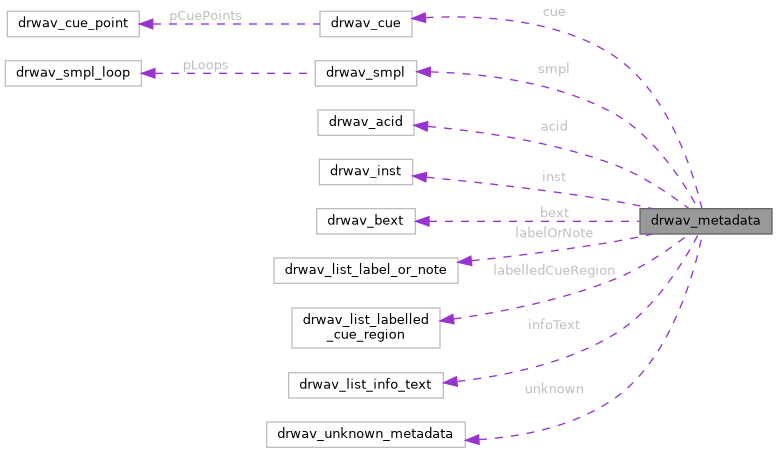 drwav_cue_point
pCuePoints
drwav_cue
cue
drwav_smpl_loop
pLoops
drwav_smpl
smpl
drwav_acid
acid
drwav_inst
inst
drwav_bext
bext
drwav_metadata
labelOrNote
drwav_list_label_or_note
labelledCueRegion
drwav_list_labelled
_cue_region
infoText
drwav_list_info_text
unknown
drwav_unknown_metadata